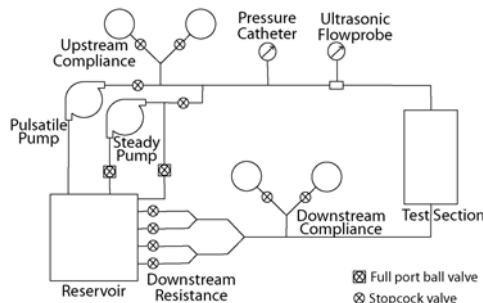 Upstream
Compliance
Pressure
Catheter
Ultrasonic
Flowprobe
Pulsatile
Pump
Steady
Pump
Downstream
Compliance
Test Section
Reservoir
Downstream
Resistance
Full port ball valve
Stopcock valve